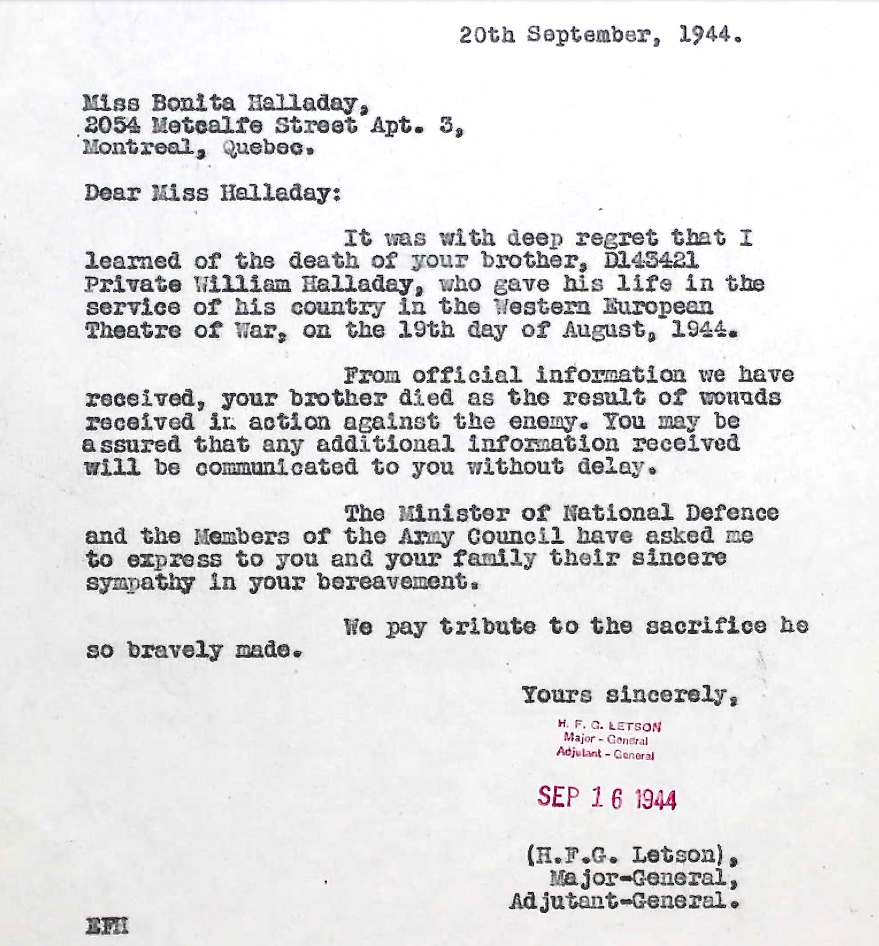 20th September, 1944.
Miss Bonita Halladay,
2054 Metcalfe Street Apt. 3,
Montreal, Quebec.
Dear Miss Halladay:
It was with deep regret that I
learned of the death of your brother, D145421
Private William Halladay, who gave his life in the
service of his country in the Western European
Theatre of War, on the 19th day of August, 1944.
From official information we have
received, your brother died as the result of wounds
received in action against the enemy. You may be
assured that any additional information received
will be communicated to you without delay.
The Minister of National Defence
and the Members of the Army Council have asked me
to express to you and your family their sincere
sympathy in your bereavement.
We pay tribute to the sacrifice he
so bravely made.
Yours sincerely,
H. F. G. LETSON
Major - General
Adjutant - General
SEP 16 1944
(H.F.G. Letson),
Major-General,
Adjutant-General.